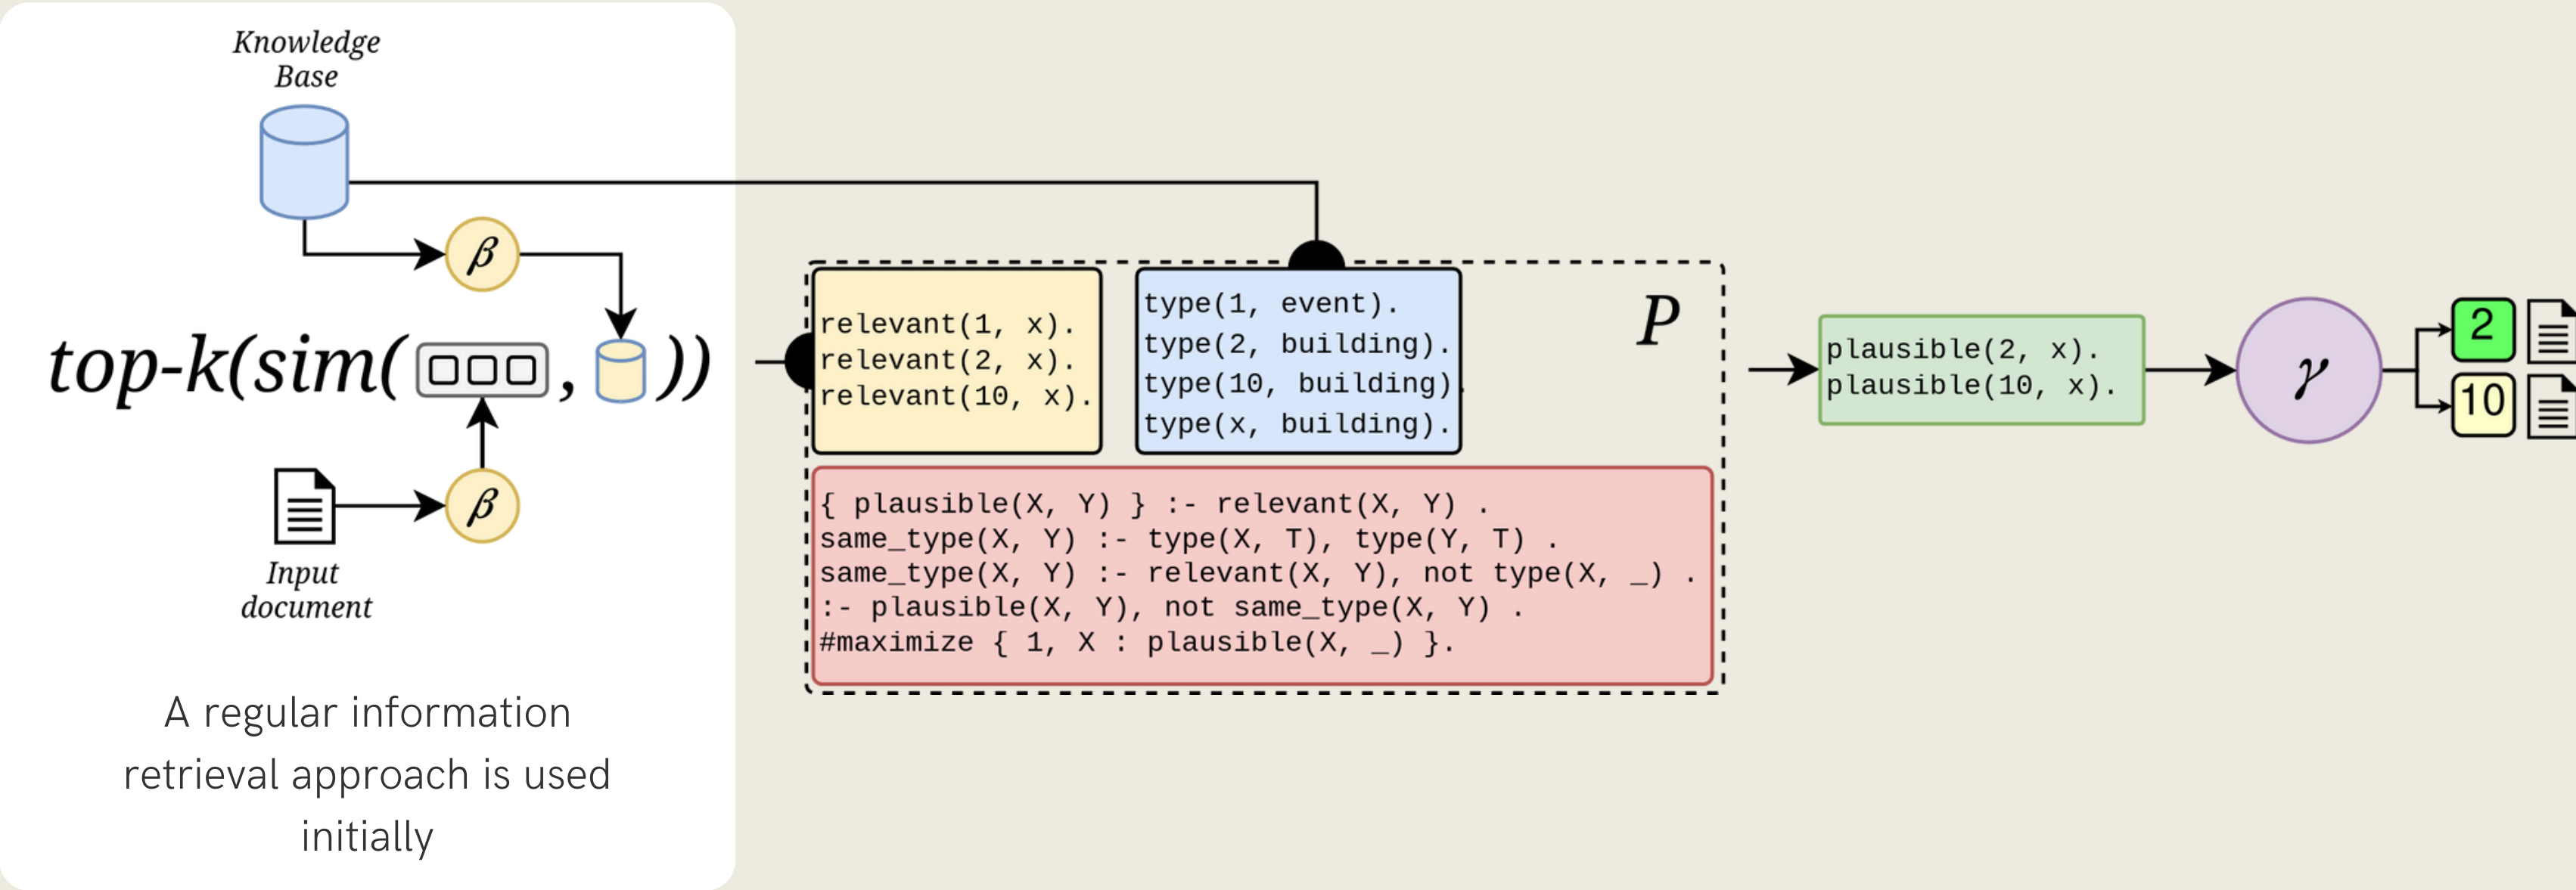 Knowledge
Base
β
top-k(sim( , ))
β
Input
document
A regular information
retrieval approach is used
initially
relevant(1, x).
relevant(2, x).
relevant(10, x).
type(1, event).
type(2, building).
type(10, building).
type(x, building).
P
{ plausible(X, Y) } :- relevant(X, Y) .
same_type(X, Y) :- type(X, T), type(Y, T) .
same_type(X, Y) :- relevant(X, Y), not type(X, _) .
:- plausible(X, Y), not same_type(X, Y) .
#maximize { 1, X : plausible(X, _) }.
plausible(2, x).
plausible(10, x).
γ
2
10